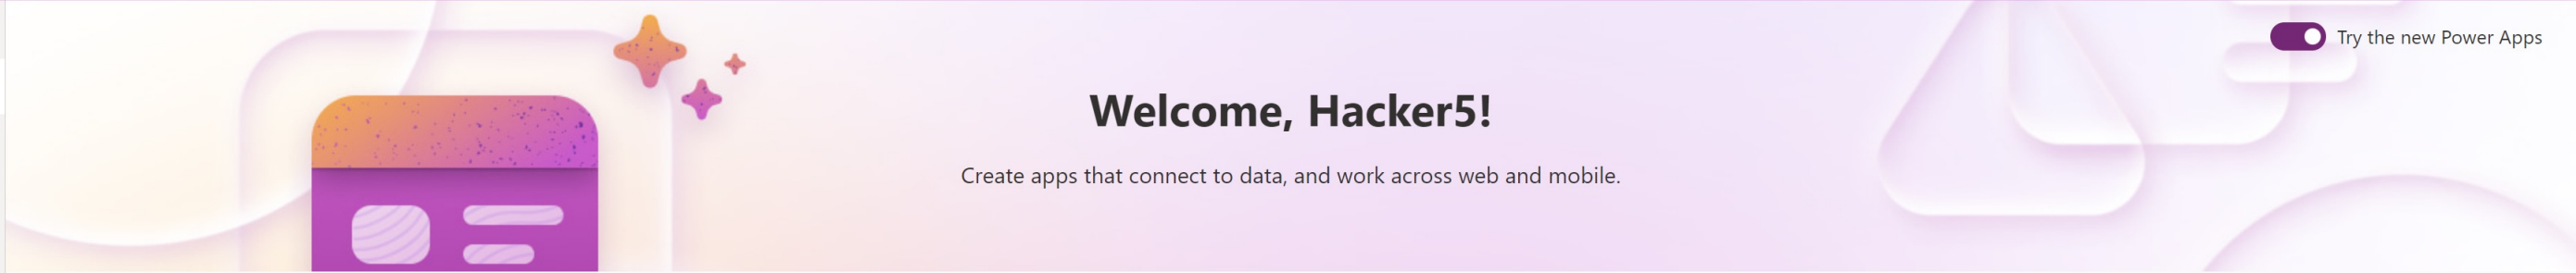 Try the new Power Apps
Welcome, Hacker5!
Create apps that connect to data, and work across web and mobile.